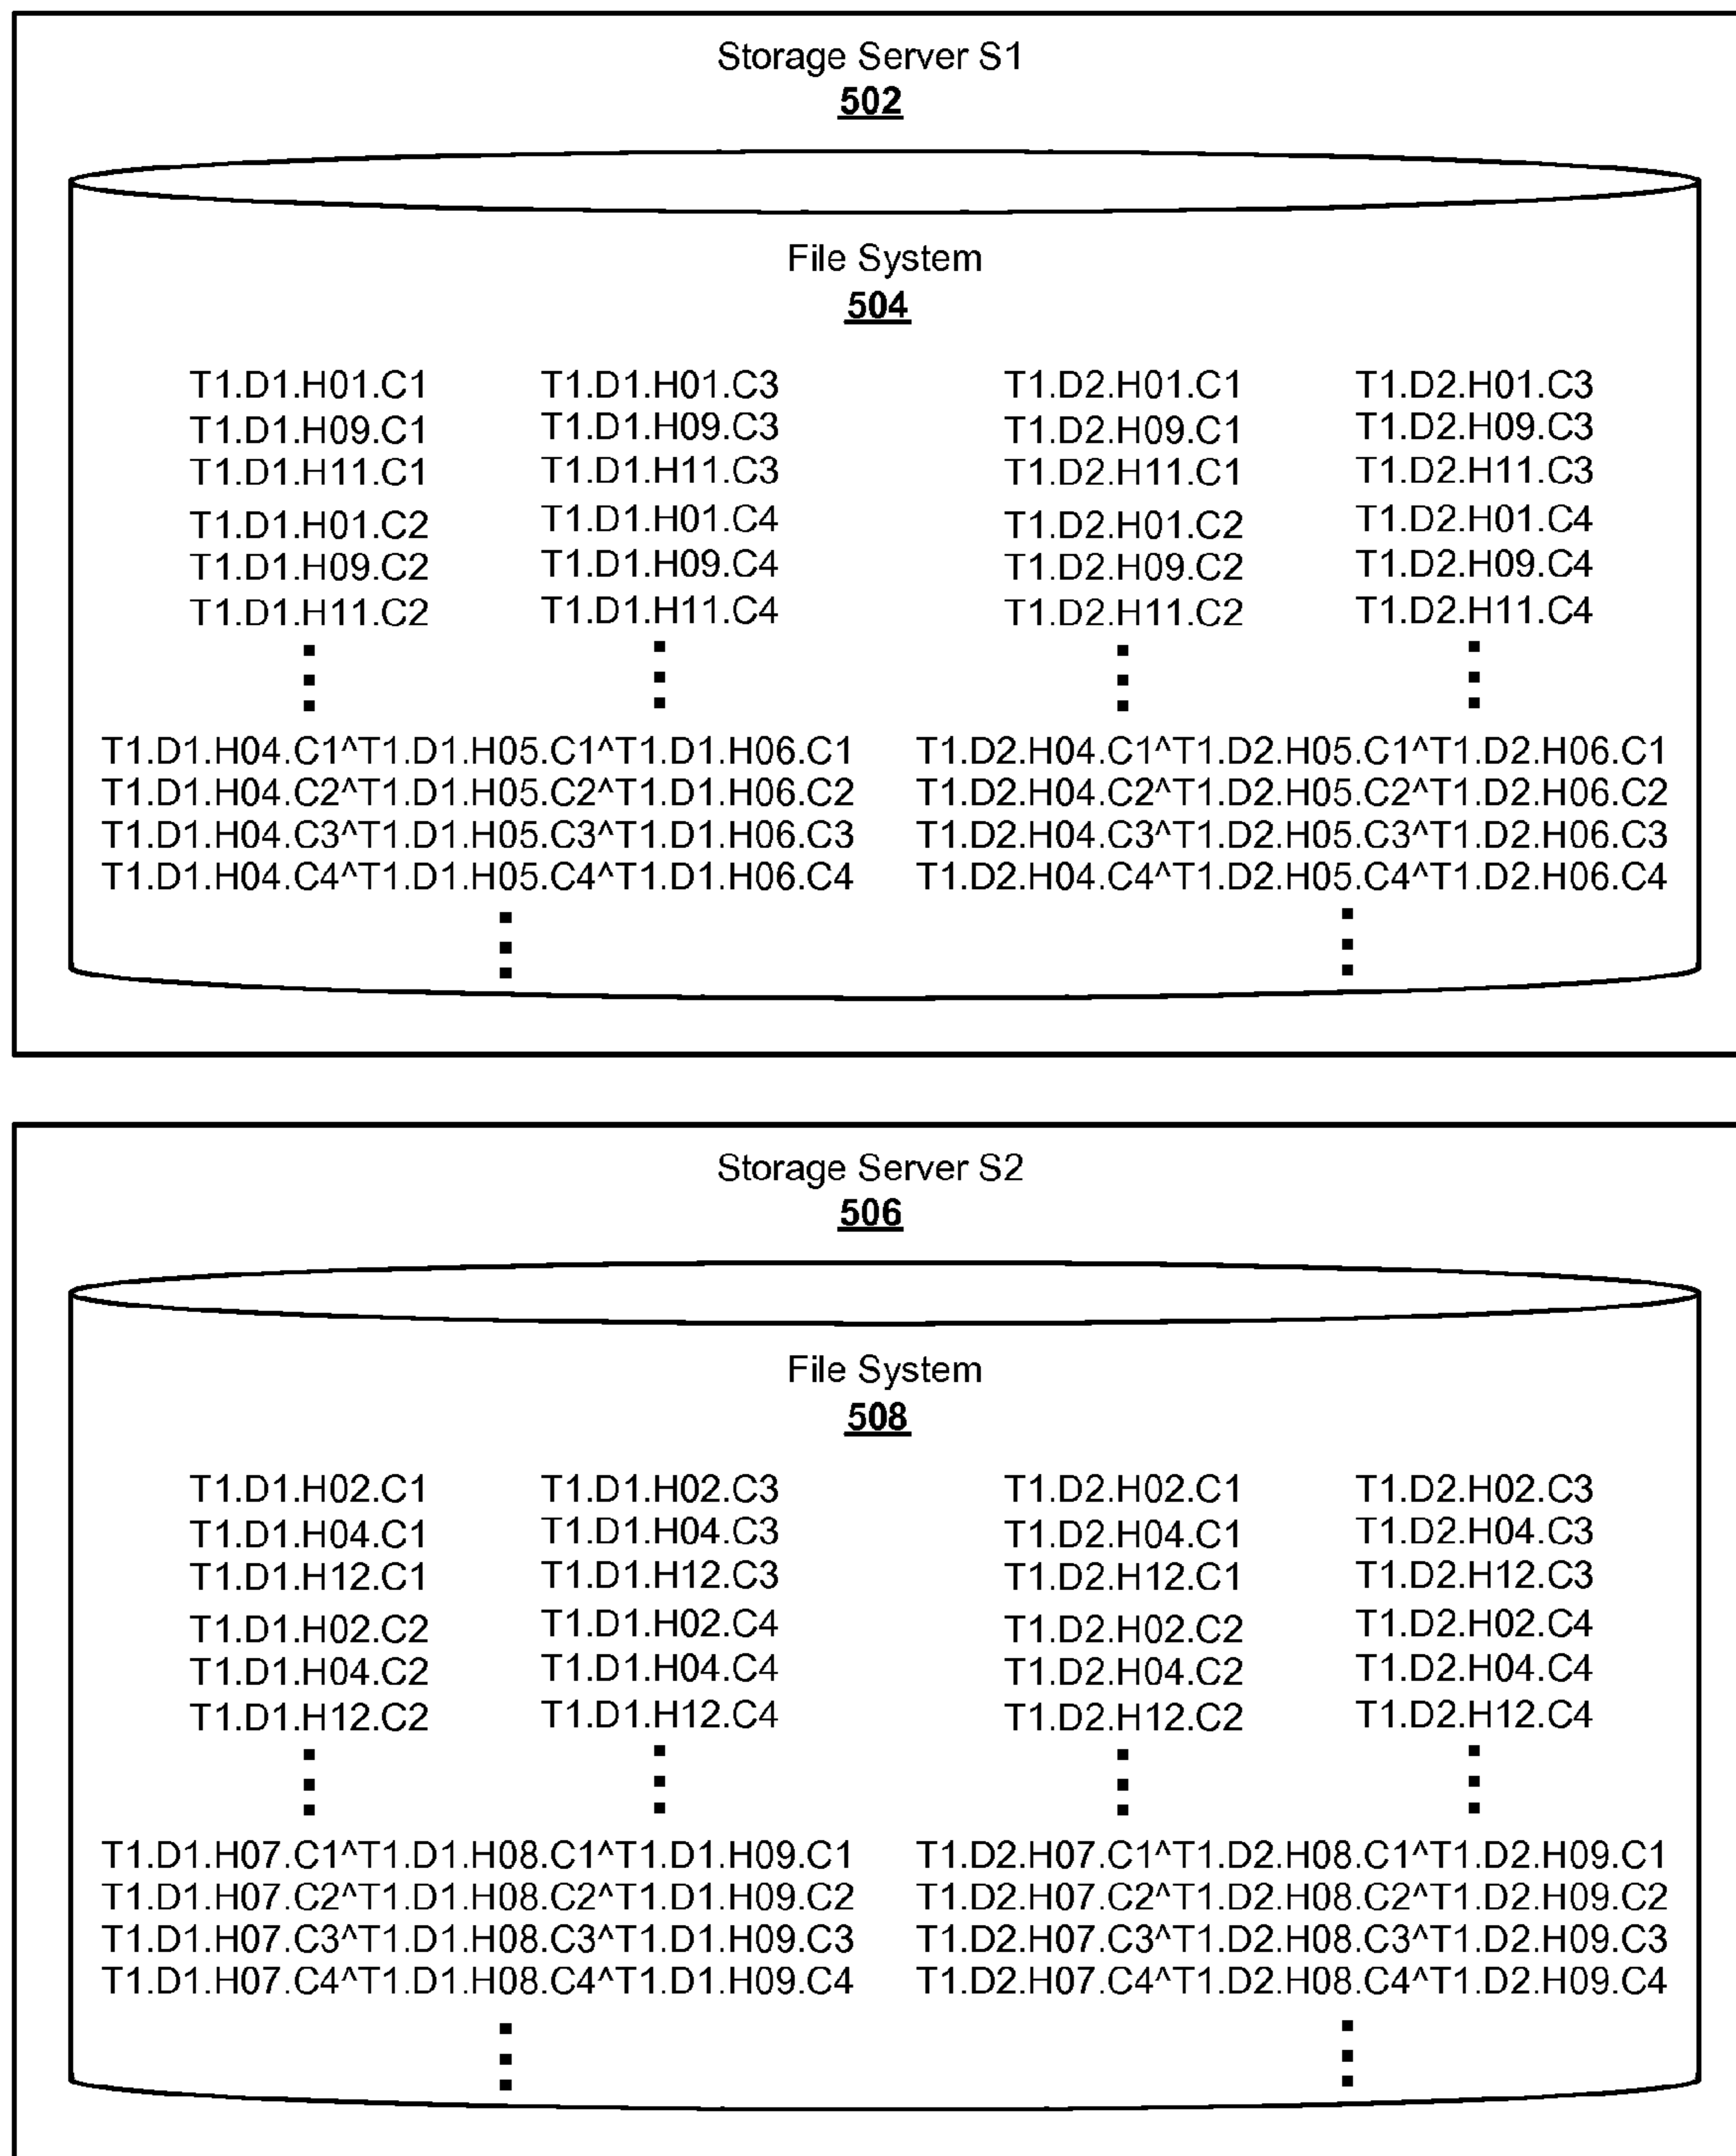 Storage Server S1
502
File System
504
T1.D1.H01.C1 T1.D1.H01.C3 T1.D2.H01.C1 T1.D2.H01.C3
T1.D1.H09.C1 T1.D1.H09.C3 T1.D2.H09.C1 T1.D2.H09.C3
T1.D1.H11.C1 T1.D1.H11.C3 T1.D2.H11.C1 T1.D2.H11.C3
T1.D1.H01.C2 T1.D1.H01.C4 T1.D2.H01.C2 T1.D2.H01.C4
T1.D1.H09.C2 T1.D1.H09.C4 T1.D2.H09.C2 T1.D2.H09.C4
T1.D1.H11.C2 T1.D1.H11.C4 T1.D2.H11.C2 T1.D2.H11.C4
T1.D1.H04.C1^T1.D1.H05.C1^T1.D1.H06.C1 T1.D2.H04.C1^T1.D2.H05.C1^T1.D2.H06.C1
T1.D1.H04.C2^T1.D1.H05.C2^T1.D1.H06.C2 T1.D2.H04.C2^T1.D2.H05.C2^T1.D2.H06.C2
T1.D1.H04.C3^T1.D1.H05.C3^T1.D1.H06.C3 T1.D2.H04.C3^T1.D2.H05.C3^T1.D2.H06.C3
T1.D1.H04.C4^T1.D1.H05.C4^T1.D1.H06.C4 T1.D2.H04.C4^T1.D2.H05.C4^T1.D2.H06.C4
Storage Server S2
506
File System
508
T1.D1.H02.C1 T1.D1.H02.C3 T1.D2.H02.C1 T1.D2.H02.C3
T1.D1.H04.C1 T1.D1.H04.C3 T1.D2.H04.C1 T1.D2.H04.C3
T1.D1.H12.C1 T1.D1.H12.C3 T1.D2.H12.C1 T1.D2.H12.C3
T1.D1.H02.C2 T1.D1.H02.C4 T1.D2.H02.C2 T1.D2.H02.C4
T1.D1.H04.C2 T1.D1.H04.C4 T1.D2.H04.C2 T1.D2.H04.C4
T1.D1.H12.C2 T1.D1.H12.C4 T1.D2.H12.C2 T1.D2.H12.C4
T1.D1.H07.C1^T1.D1.H08.C1^T1.D1.H09.C1 T1.D2.H07.C1^T1.D2.H08.C1^T1.D2.H09.C1
T1.D1.H07.C2^T1.D1.H08.C2^T1.D1.H09.C2 T1.D2.H07.C2^T1.D2.H08.C2^T1.D2.H09.C2
T1.D1.H07.C3^T1.D1.H08.C3^T1.D1.H09.C3 T1.D2.H07.C3^T1.D2.H08.C3^T1.D2.H09.C3
T1.D1.H07.C4^T1.D1.H08.C4^T1.D1.H09.C4 T1.D2.H07.C4^T1.D2.H08.C4^T1.D2.H09.C4